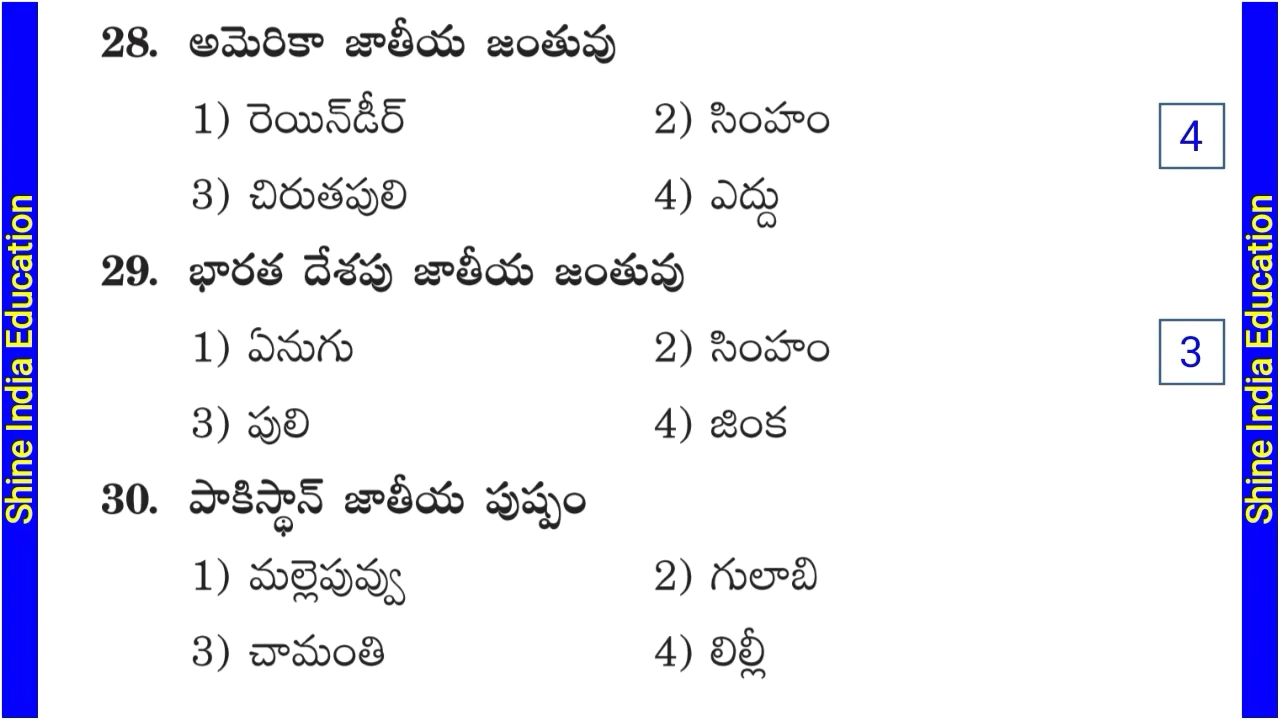 Shine India Education
28. అమెరికా జాతీయ జంతువు
1) రెయిన్‌డీర్ 2) సింహం
4
3) చిరుతపులి 4) ఎద్దు
29. భారత దేశపు జాతీయ జంతువు
1) ఏనుగు 2) సింహం
3
3) పులి 4) జింక
30. పాకిస్థాన్ జాతీయ పుష్పం
1) మల్లెపువ్వు 2) గులాబి
3) చామంతి 4) లిల్లీ
Shine India Education